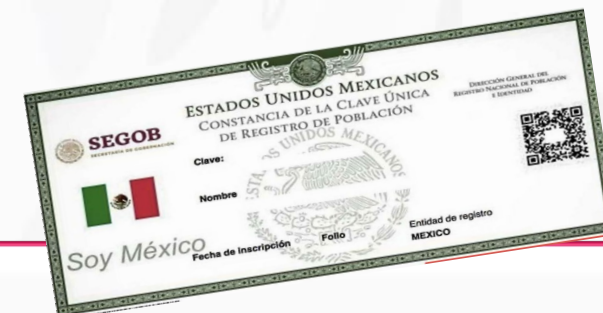 ESTADOS UNIDOS MEXICANOS
CONSTANCIA DE LA CLAVE ÚNICA
DE REGISTRO DE POBLACIÓN
DIRECCIÓN GENERAL DEL
REGISTRO NACIONAL DE POBLACIÓN
E IDENTIDAD
SEGOB
SECRETARÍA DE GOBERNACIÓN
Clave:
Nombre
Soy México
Fecha de inscripción
Folio
Entidad de registro
MEXICO